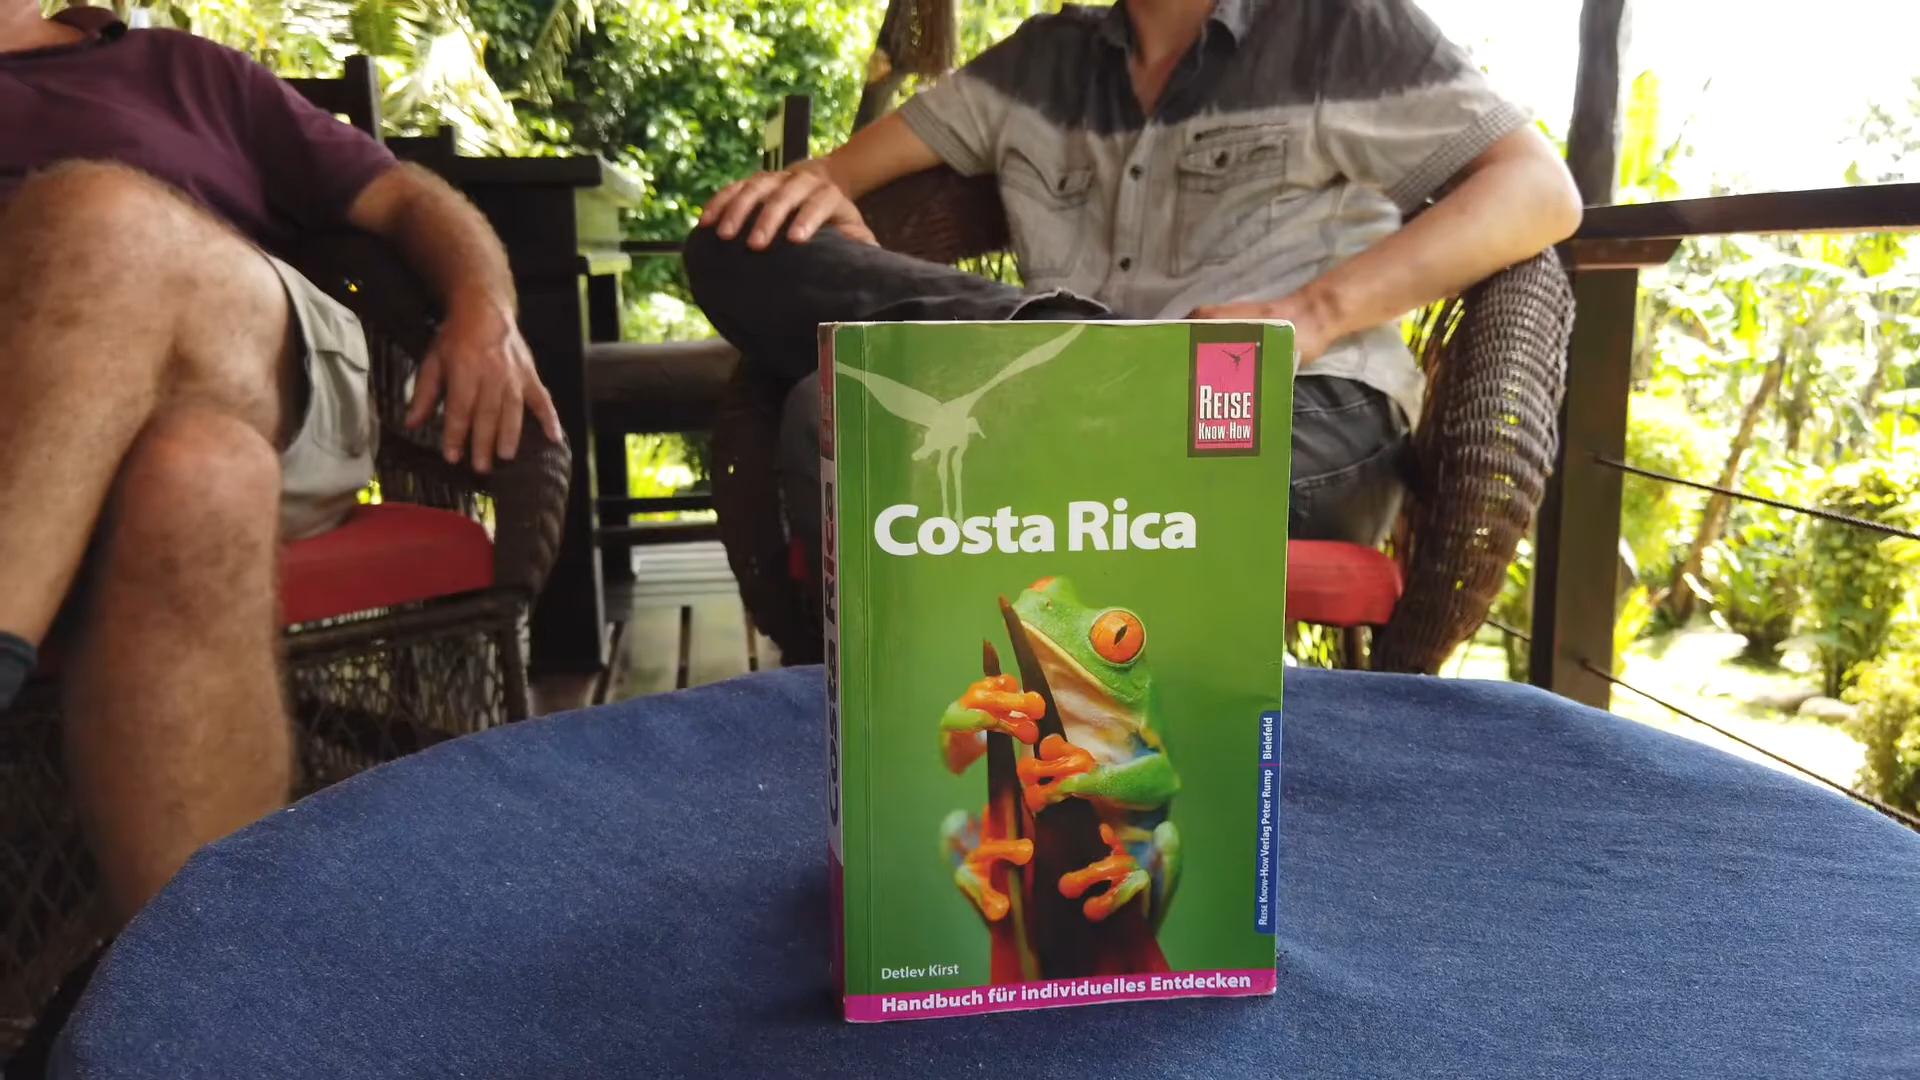 REISE
KNOW-HOW
Costa Rica
Costa Rica
Detlev Kirst
Handbuch für individuelles Entdecken
REISE KNOW-HOW Verlag Peter Rump Bielefeld